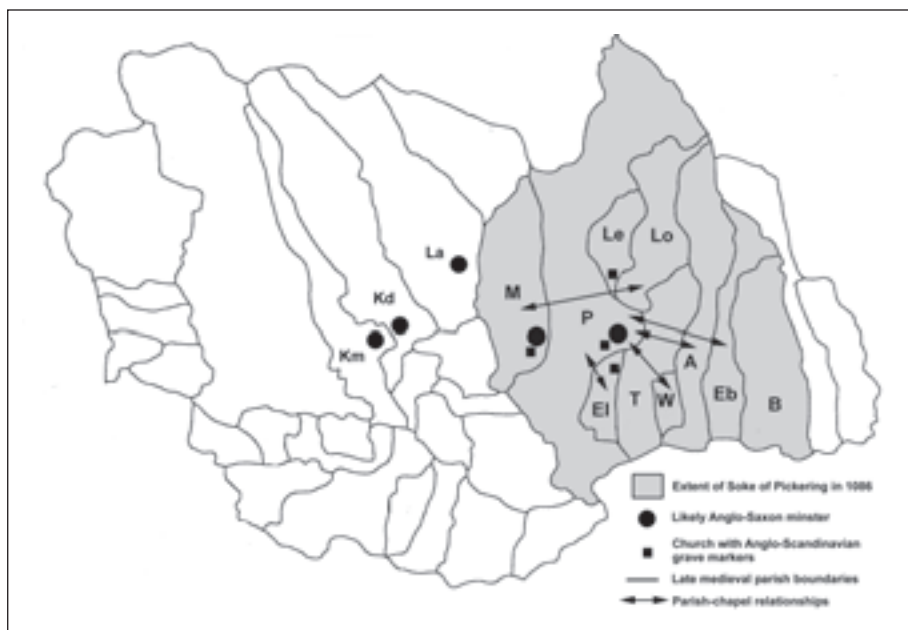 La
Le
Lo
Kd
M
P
Km
A
El
T
W
Eb
B
Extent of Soke of Pickering in 1086
Likely Anglo-Saxon minster
Church with Anglo-Scandinavian
grave markers
Late medieval parish boundaries
Parish-chapel relationships